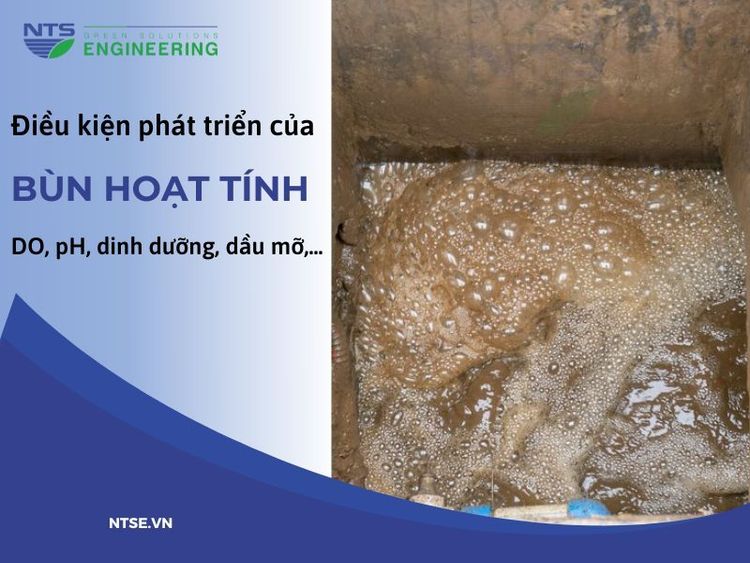 NTS
GREEN SOLUTIONS
ENGINEERING
Điều kiện phát triển của
BÙN HOẠT TÍNH
DO, pH, dinh dưỡng, dầu mỡ,...
NTSE.VN